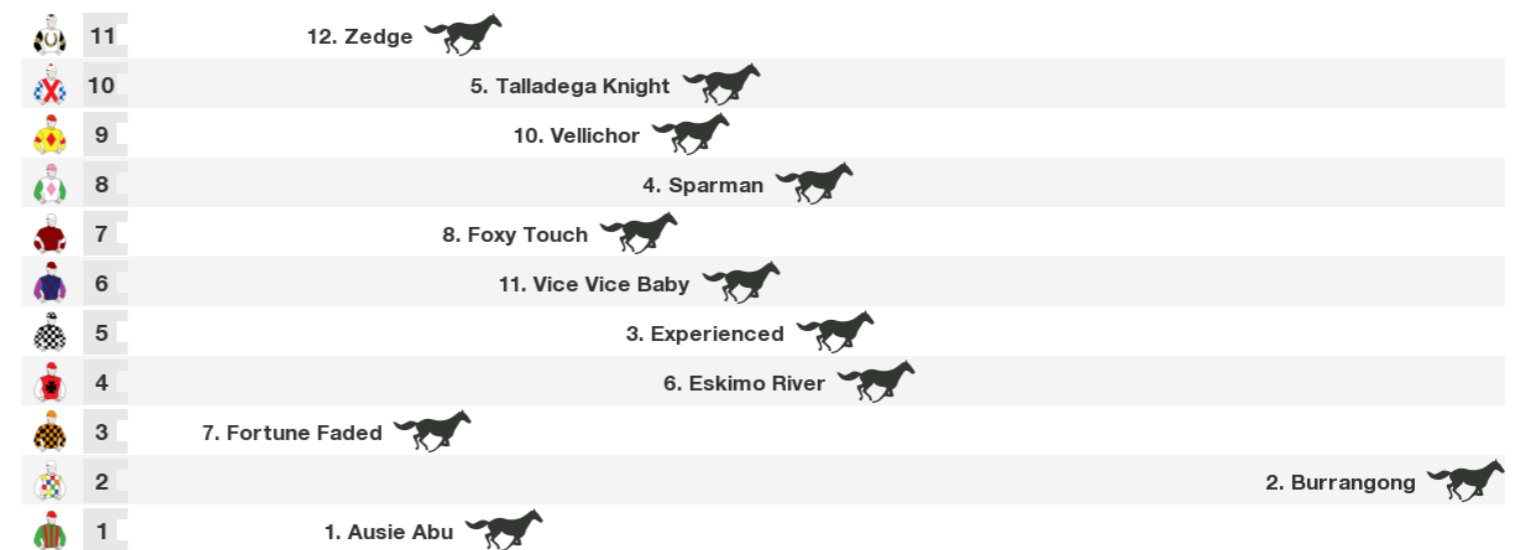 11 12. Zedge
10 5. Talladega Knight
9 10. Vellichor
8 4. Sparman
7 8. Foxy Touch
6 11. Vice Vice Baby
5 3. Experienced
4 6. Eskimo River
3 7. Fortune Faded
2 2. Burrangong
1 1. Ausie Abu